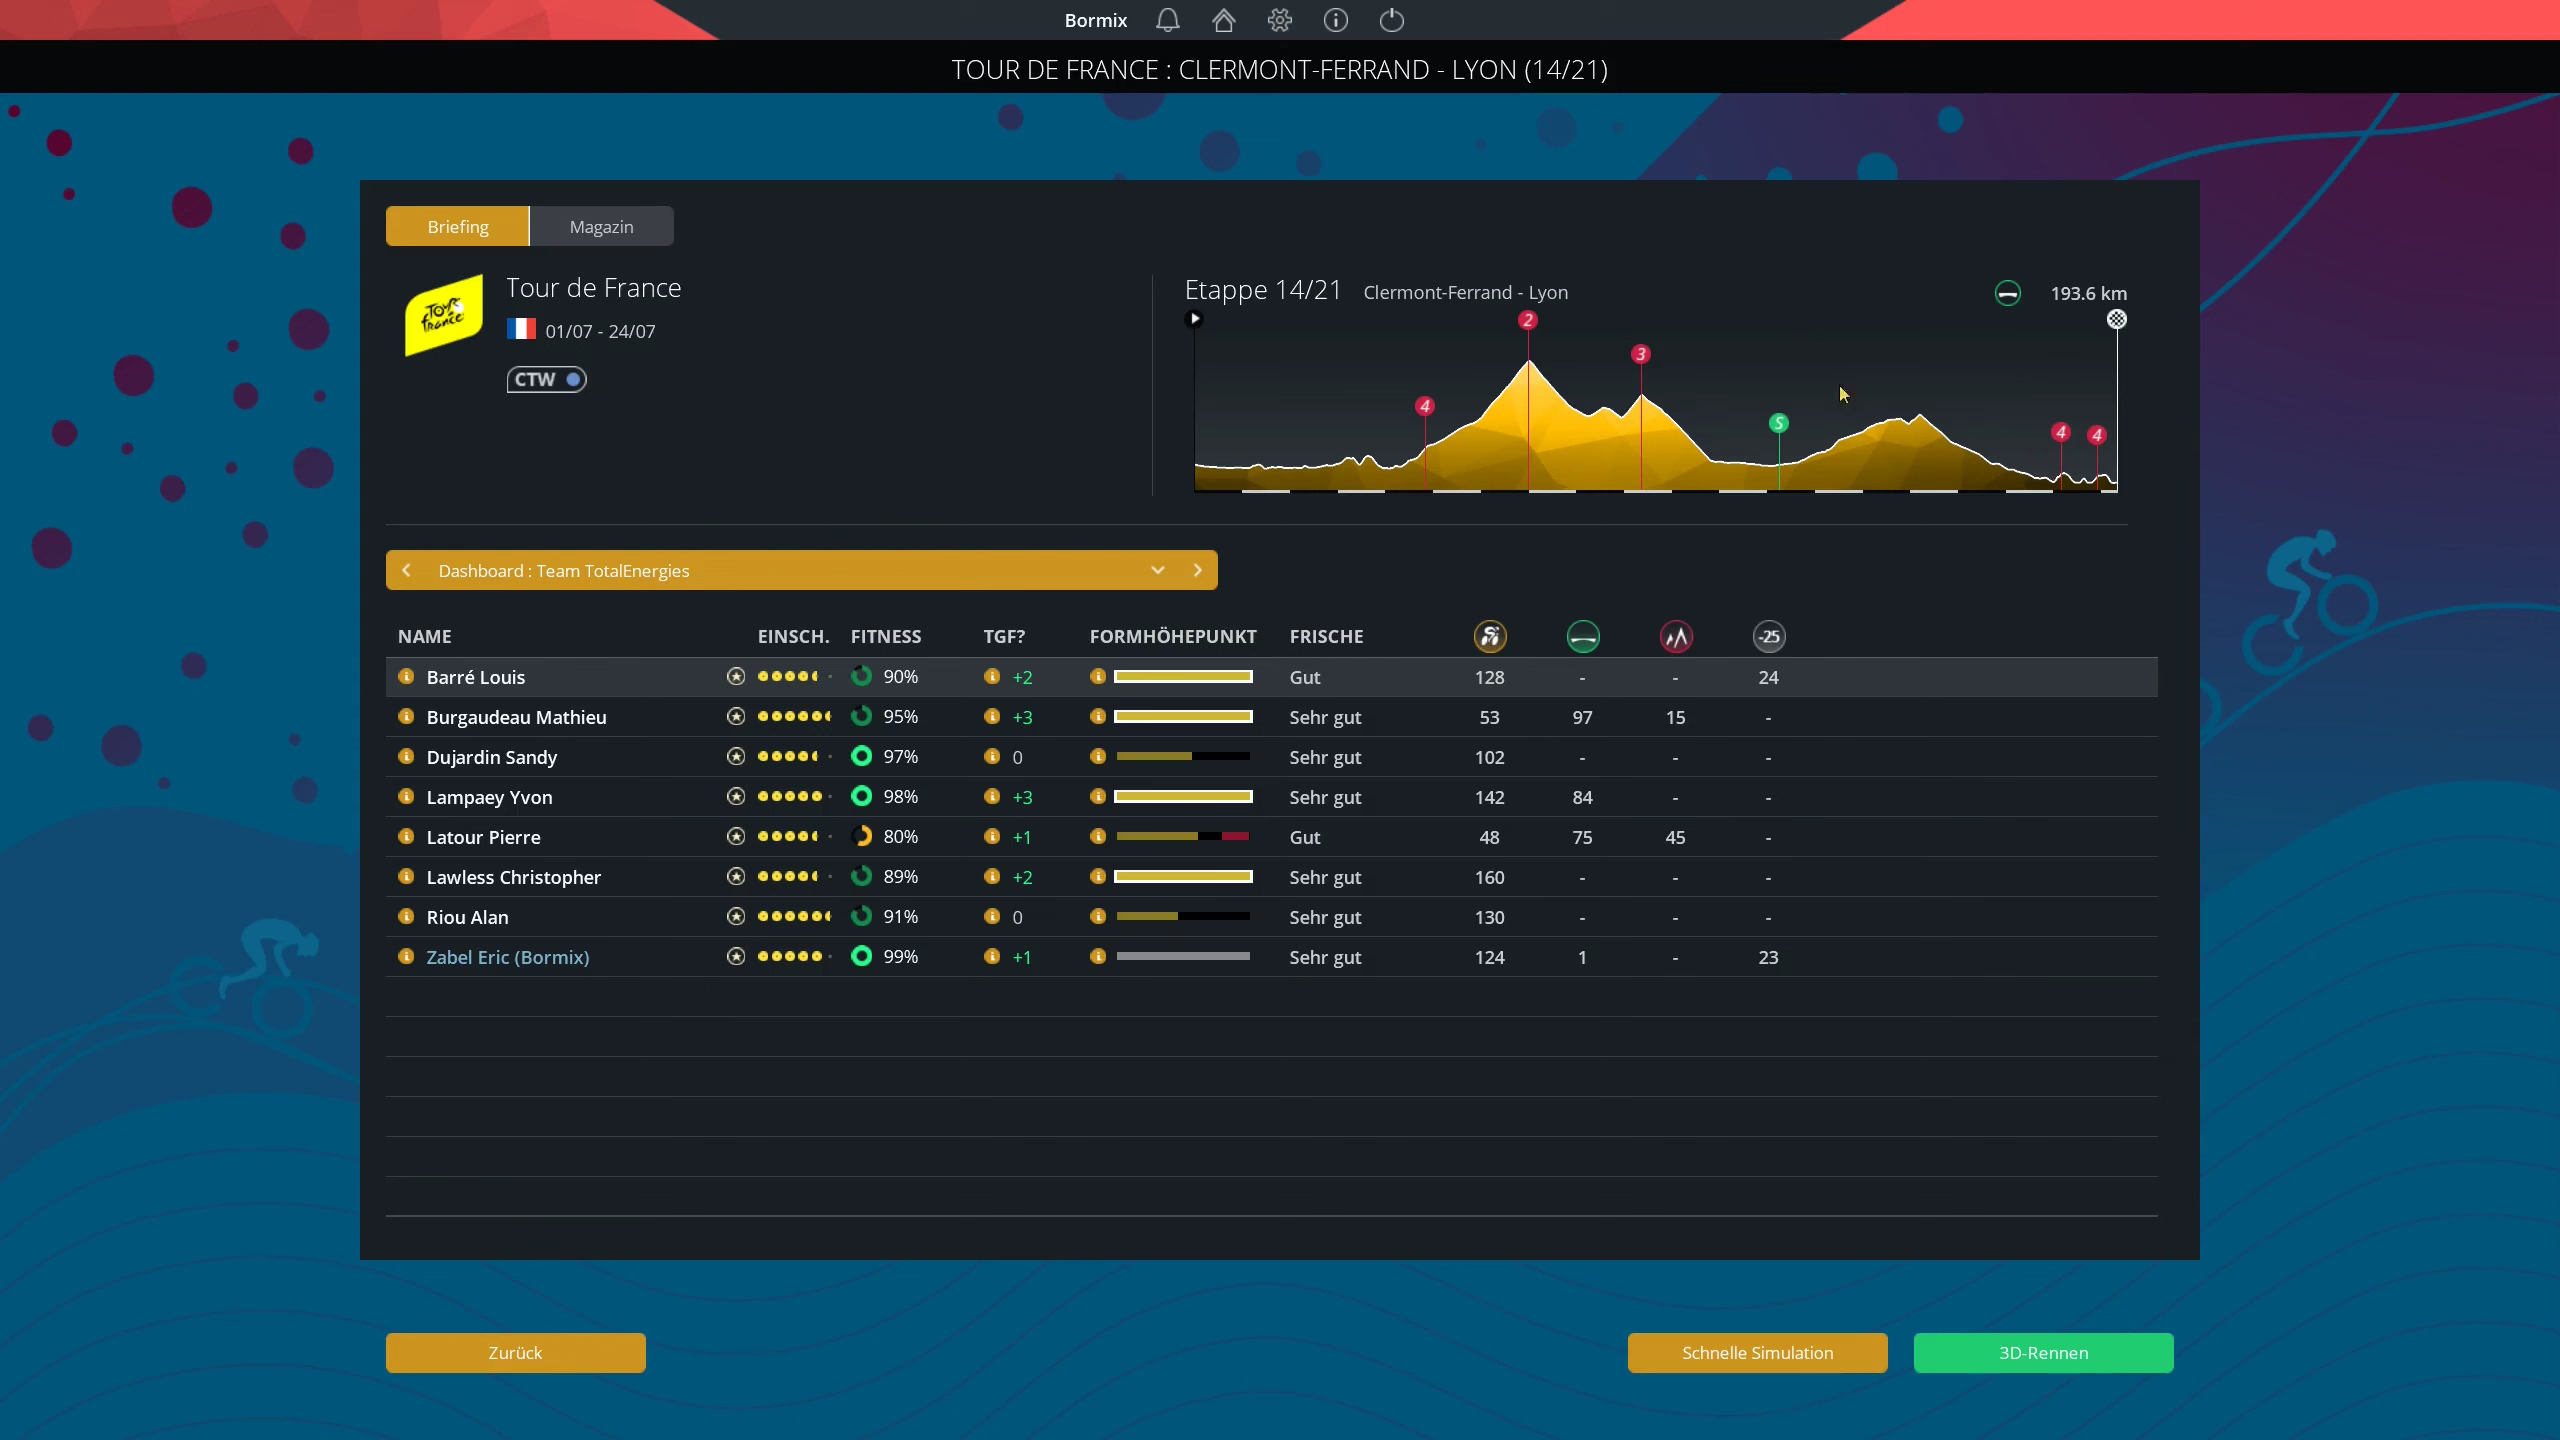 Bormix
TOUR DE FRANCE : CLERMONT-FERRAND - LYON (14/21)
Briefing Magazin
TOUR de france
Tour de France
01/07 - 24/07
CTW
Etappe 14/21 Clermont-Ferrand - Lyon 193.6 km
2
3
4
S
4 4
Dashboard : Team TotalEnergies
NAME EINSCH. FITNESS TGF? FORMHÖHEPUNKT FRISCHE -25
Barré Louis 90% +2 Gut 128 - - 24
Burgaudeau Mathieu 95% +3 Sehr gut 53 97 15 -
Dujardin Sandy 97% 0 Sehr gut 102 - - -
Lampaey Yvon 98% +3 Sehr gut 142 84 - -
Latour Pierre 80% +1 Gut 48 75 45 -
Lawless Christopher 89% +2 Sehr gut 160 - - -
Riou Alan 91% 0 Sehr gut 130 - - -
Zabel Eric (Bormix) 99% +1 Sehr gut 124 1 - 23
Zurück Schnelle Simulation 3D-Rennen